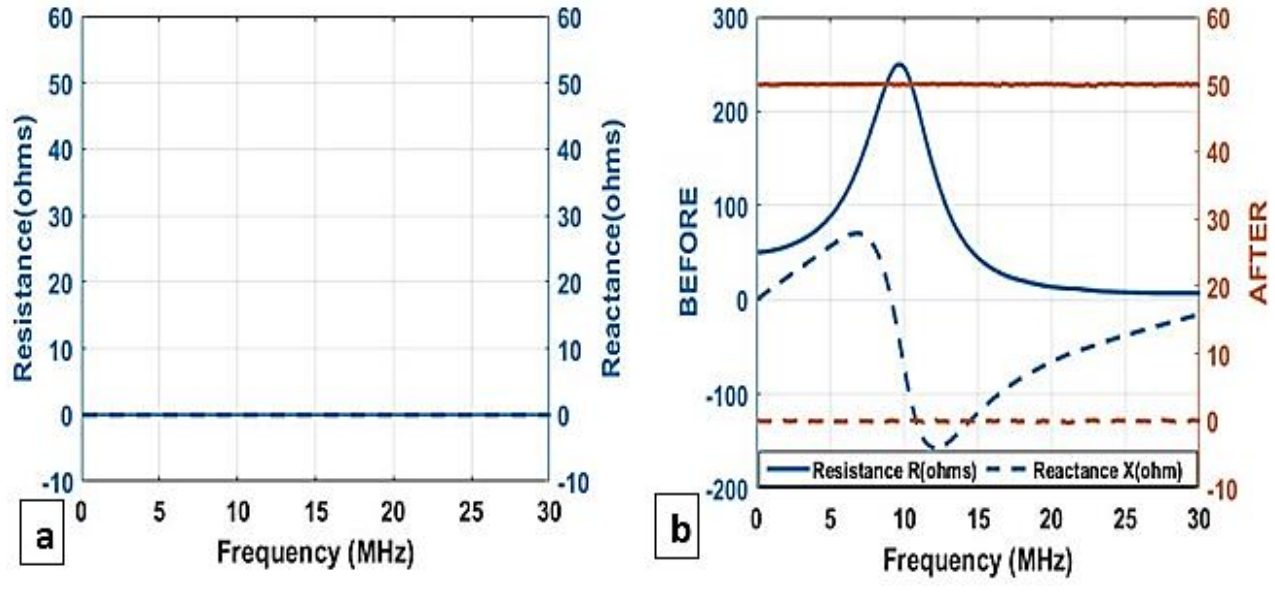 60
50
40
30
20
10
0
-10
Resistance(ohms)
60
50
40
30
20
10
0
-10
Reactance(ohms)
0 5 10 15 20 25 30
Frequency (MHz)
a
300
200
100
0
-100
-200
BEFORE
60
50
40
30
20
10
0
-10
AFTER
Resistance R(ohms) Reactance X(ohm)
0 5 10 15 20 25 30
Frequency (MHz)
b